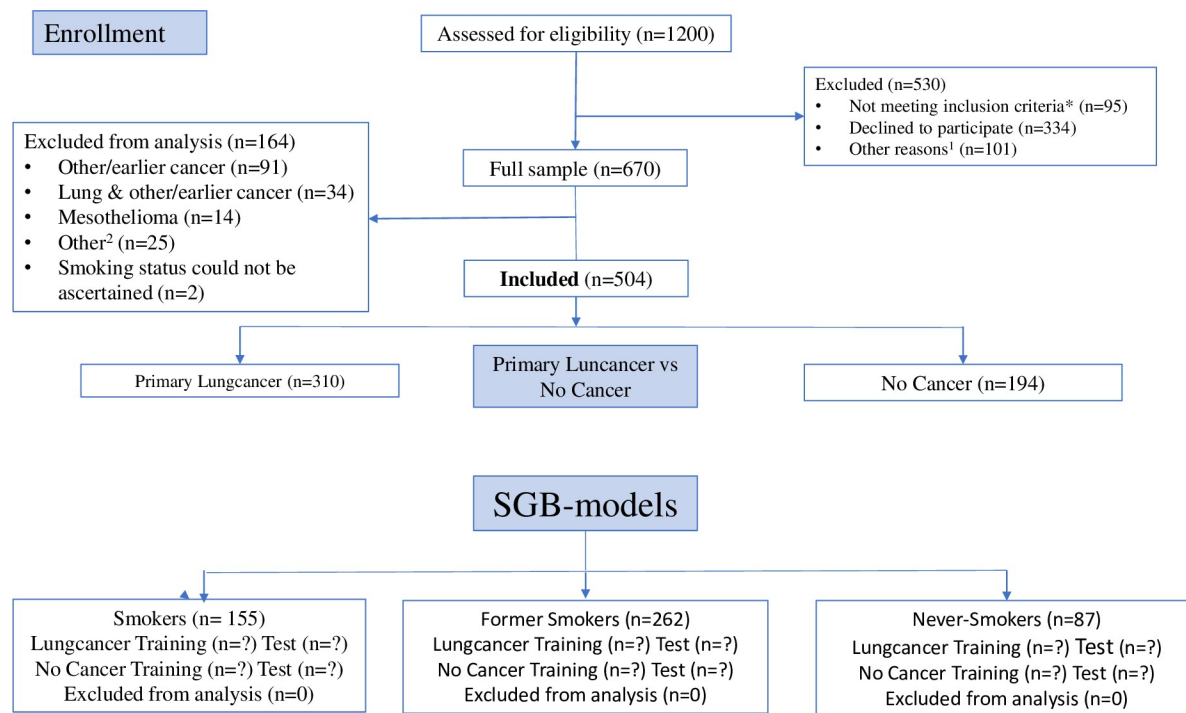 Enrollment
Assessed for eligibility (n=1200)
Excluded (n=530)
• Not meeting inclusion criteria* (n=95)
• Declined to participate (n=334)
• Other reasons¹ (n=101)
Excluded from analysis (n=164)
• Other/earlier cancer (n=91)
• Lung & other/earlier cancer (n=34)
• Mesothelioma (n=14)
• Other² (n=25)
• Smoking status could not be
ascertained (n=2)
Full sample (n=670)
Included (n=504)
Primary Lungcancer (n=310)
Primary Luncancer vs
No Cancer
No Cancer (n=194)
SGB-models
Smokers (n= 155)
Lungcancer Training (n=?) Test (n=?)
No Cancer Training (n=?) Test (n=?)
Excluded from analysis (n=0)
Former Smokers (n=262)
Lungcancer Training (n=?) Test (n=?)
No Cancer Training (n=?) Test (n=?)
Excluded from analysis (n=0)
Never-Smokers (n=87)
Lungcancer Training (n=?) Test (n=?)
No Cancer Training (n=?) Test (n=?)
Excluded from analysis (n=0)